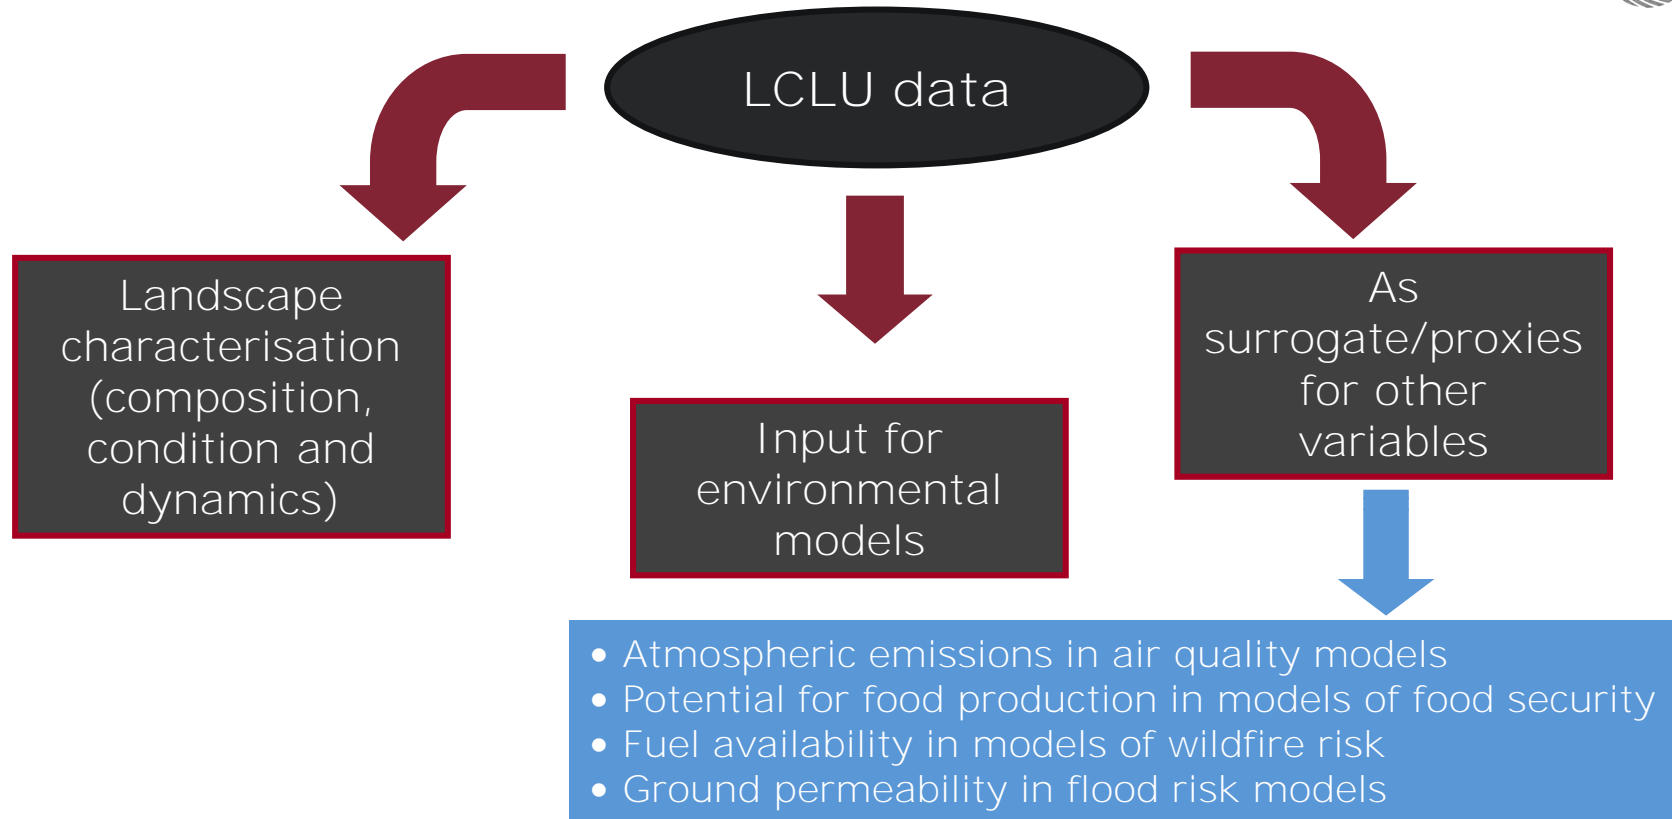 LCLU data
Landscape
characterisation
(composition,
condition and
dynamics)
Input for
environmental
models
As
surrogate/proxies
for other
variables
• Atmospheric emissions in air quality models
• Potential for food production in models of food security
• Fuel availability in models of wildfire risk
• Ground permeability in flood risk models